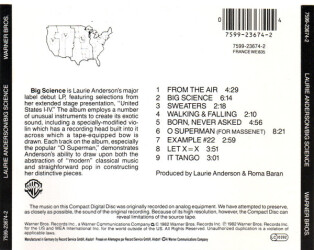 7599-23674-2
WARNER BROS.
LAURIE ANDERSON/BIG SCIENCE
7599-23674-2
LAURIE ANDERSON/BIG SCIENCE
WARNER BROS
0
4
7599-23674-2
7599-23674-2
FRANCE WE835
Big Science is Laurie Anderson's major
label debut LP, featuring selections from
her extended stage presentation, "United
States I-IV." The album employs a number
of unusual instruments to create its exotic
sound, including a specially-modified vio-
lin which has a recording head built into it
across which a tape-equipped bow is
drawn. Each track on the album, especially
the popular "O Superman," demonstrates
Anderson's ability to draw upon both the
abstraction of "modern" classical music
and straightforward pop in constructing
her distinctive pieces.
1 FROM THE AIR 4:29
2 BIG SCIENCE 6:14
3 SWEATERS 2:18
4 WALKING & FALLING 2:10
5 BORN, NEVER ASKED 4:56
6 O SUPERMAN (FOR MASSENET) 8:21
7 EXAMPLE #22 2:59
8 LET X=X 3:51
9 IT TANGO 3:01
Produced by Laurie Anderson & Roma Baran
The music on this Compact Digital Disc was originally recorded on analog equipment. We have attempted to preserve,
as closely as possible, the sound of the original recording. Because of its high resolution, however, the Compact Disc can
reveal limitations of the source tape.